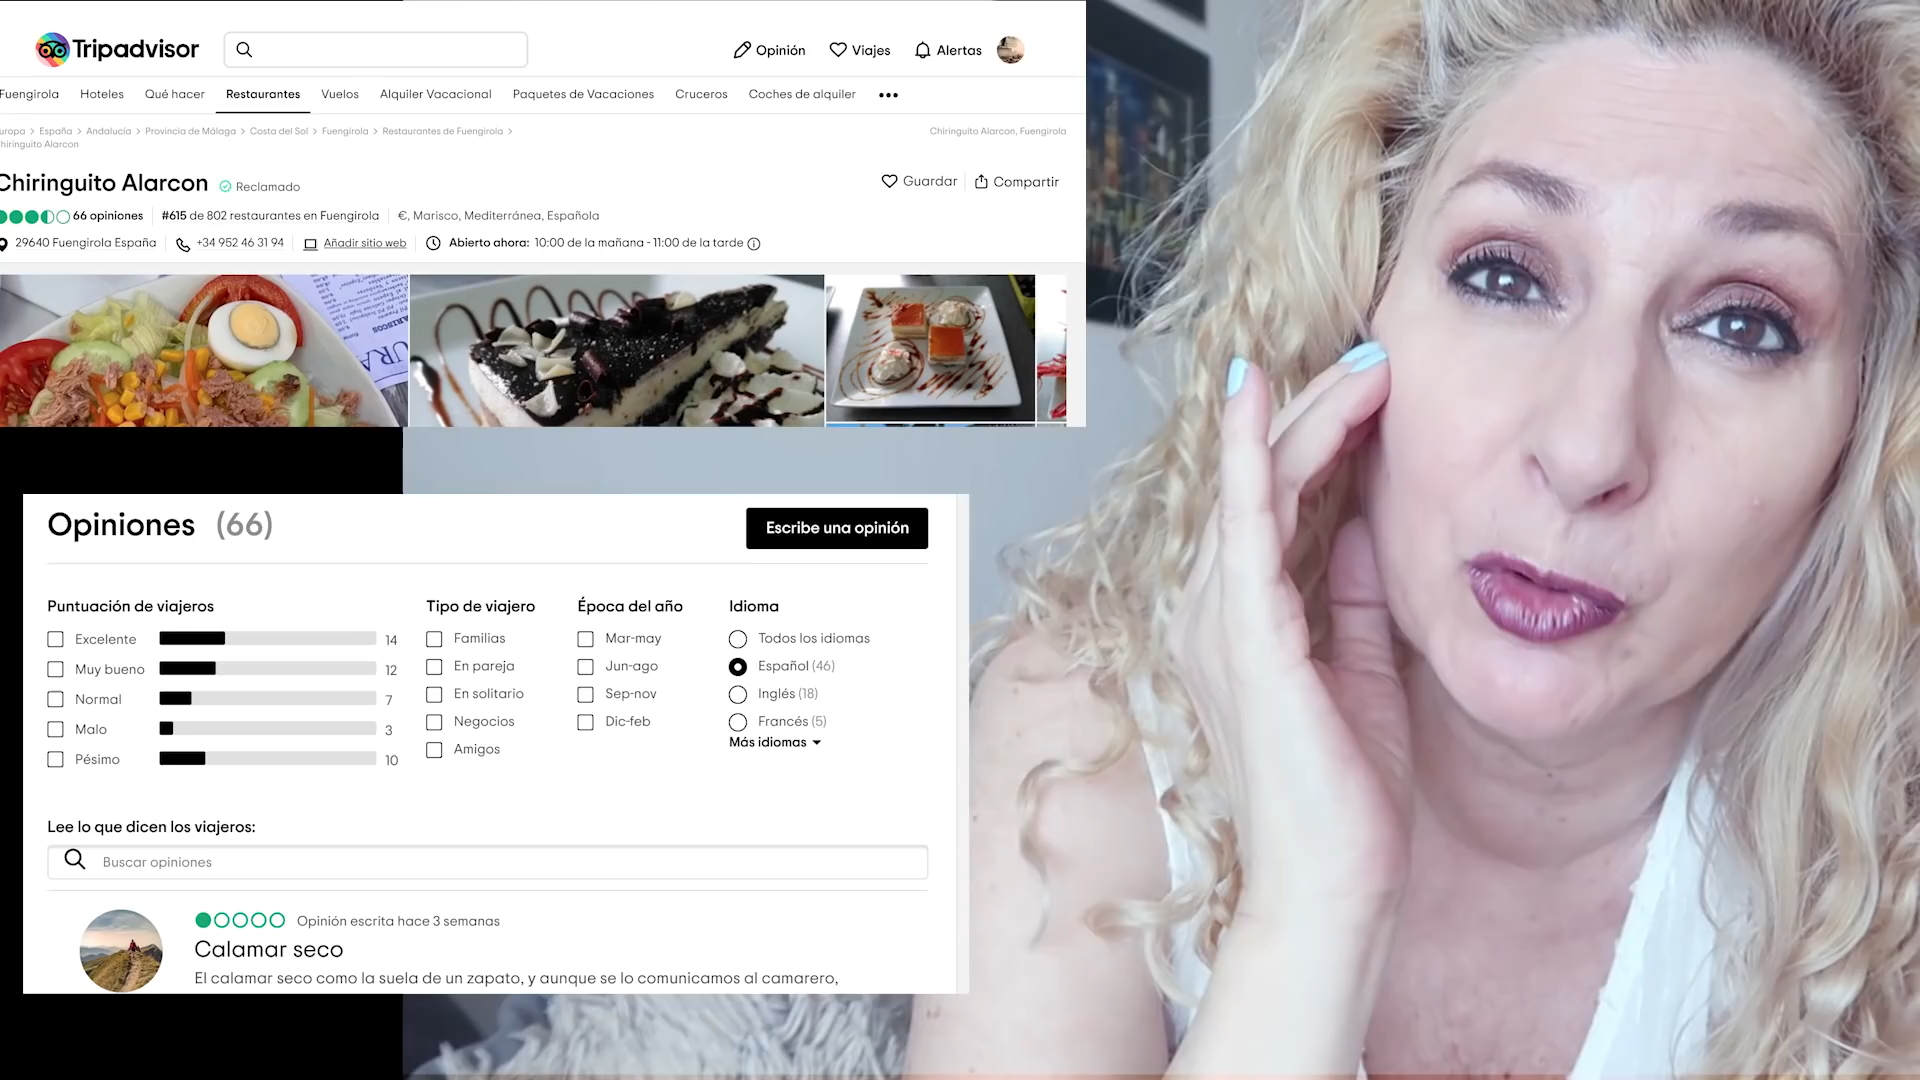 Tripadvisor
Opinión
Viajes
Alertas
Fuengirola Hoteles Qué hacer Restaurantes Vuelos Alquiler Vacacional Paquetes de Vacaciones Cruceros Coches de alquiler •••
uropa > España > Andalucía > Provincia de Málaga > Costa del Sol > Fuengirola > Restaurantes de Fuengirola >
hiringuito Alarcon
Chiringuito Alarcon, Fuengirola
Chiringuito Alarcon Reclamado
Guardar Compartir
66 opiniones #615 de 802 restaurantes en Fuengirola €, Marisco, Mediterránea, Española
29640 Fuengirola España +34 952 46 31 94 Añadir sitio web Abierto ahora: 10:00 de la mañana - 11:00 de la tarde
Opiniones (66)
Escribe una opinión
Puntuación de viajeros
Excelente 14
Muy bueno 12
Normal 7
Malo 3
Pésimo 10
Tipo de viajero
Familias
En pareja
En solitario
Negocios
Amigos
Época del año
Mar-may
Jun-ago
Sep-nov
Dic-feb
Idioma
Todos los idiomas
Español (46)
Inglés (18)
Francés (5)
Más idiomas
Lee lo que dicen los viajeros:
Buscar opiniones
Opinión escrita hace 3 semanas
Calamar seco
El calamar seco como la suela de un zapato, y aunque se lo comunicamos al camarero,